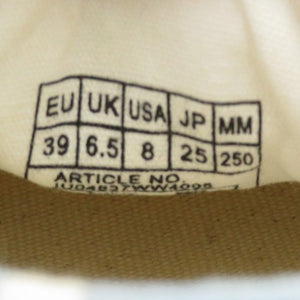 EU UK USA JP MM
39 6.5 8 25 250
ARTICLE NO.